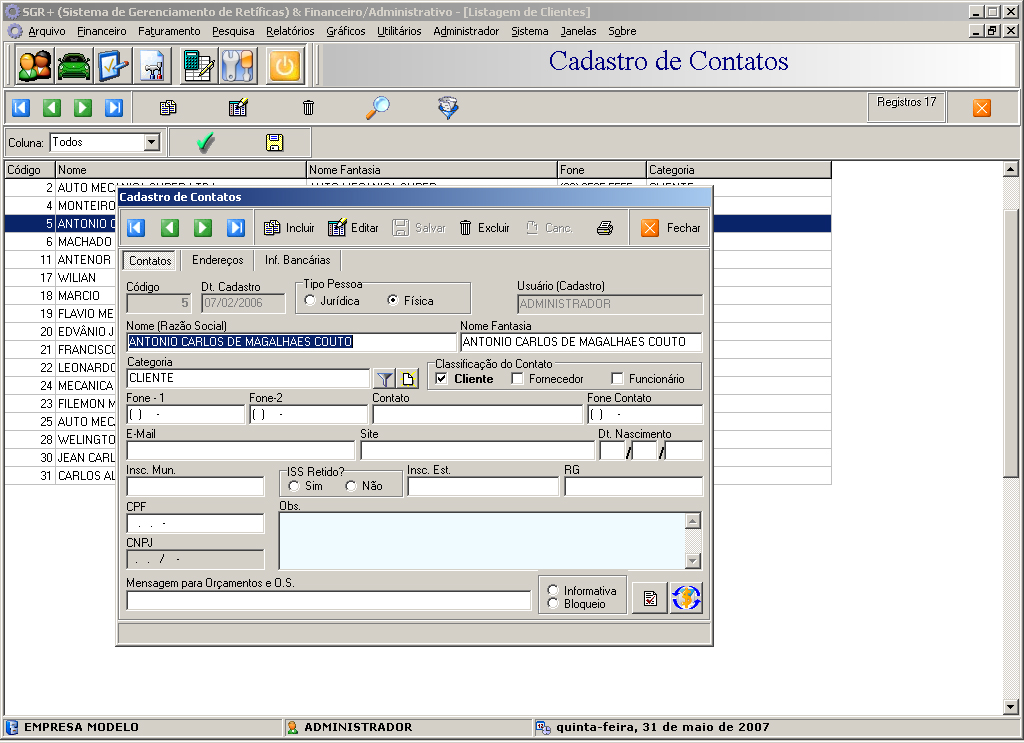 SGR+ (Sistema de Gerenciamento de Retíficas) & Financeiro/Administrativo - [Listagem de Clientes]
Arquivo Financeiro Faturamento Pesquisa Relatórios Gráficos Utilitários Administrador Sistema Janelas Sobre
Cadastro de Contatos
Registros 17
Coluna: Todos
Código Nome Nome Fantasia Fone Categoria
2 AUTO MEC
4 MONTEIRO
5 ANTONIO C
6 MACHADO
11 ANTENOR
17 WILIAN
18 MARCIO
19 FLAVIO ME
20 EDVÂNIO J
21 FRANCISCO
22 LEONARDO
24 MECANICA
23 FILEMON M
25 AUTO MEC
28 WELINGTO
30 JEAN CARL
31 CARLOS AL
Cadastro de Contatos
Incluir Editar Salvar Excluir Canc. Fechar
Contatos Endereços Inf. Bancárias
Código Dt. Cadastro Tipo Pessoa Usuário (Cadastro)
5 07/02/2006 Jurídica Física ADMINISTRADOR
Nome (Razão Social) Nome Fantasia
ANTONIO CARLOS DE MAGALHAES COUTO ANTONIO CARLOS DE MAGALHAES COUTO
Categoria Classificação do Contato
CLIENTE Cliente Fornecedor Funcionário
Fone - 1 Fone-2 Contato Fone Contato
( ) - ( ) - ( ) -
E-Mail Site Dt. Nascimento
/ /
Insc. Mun. ISS Retido? Insc. Est. RG
Sim Não
CPF Obs.
. . -
CNPJ
. . / -
Mensagem para Orçamentos e O.S.
Informativa
Bloqueio
EMPRESA MODELO ADMINISTRADOR quinta-feira, 31 de maio de 2007